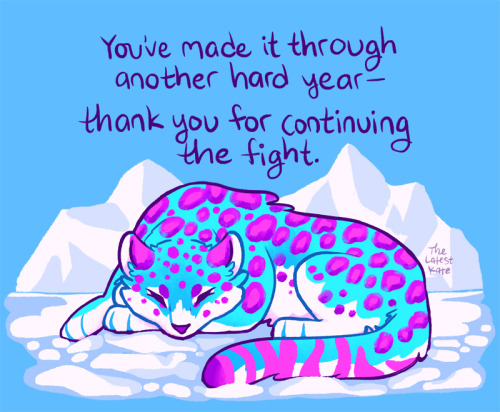 You've made it through
another hard year—
thank you for continuing
the fight.
The
Latest
Kate